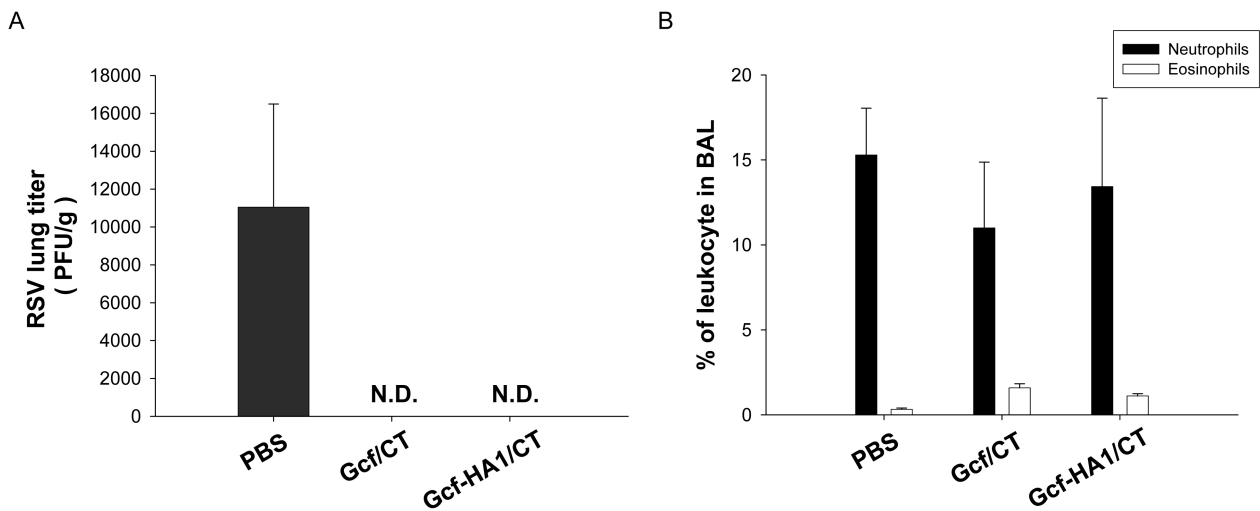 A
RSV lung titer
( PFU/g )
18000
16000
14000
12000
10000
8000
6000
4000
2000
0
N.D.
N.D.
PBS
Gcf/CT
Gcf-HA1/CT
B
Neutrophils
Eosinophils
% of leukocyte in BAL
20
15
10
5
0
PBS
Gcf/CT
Gcf-HA1/CT